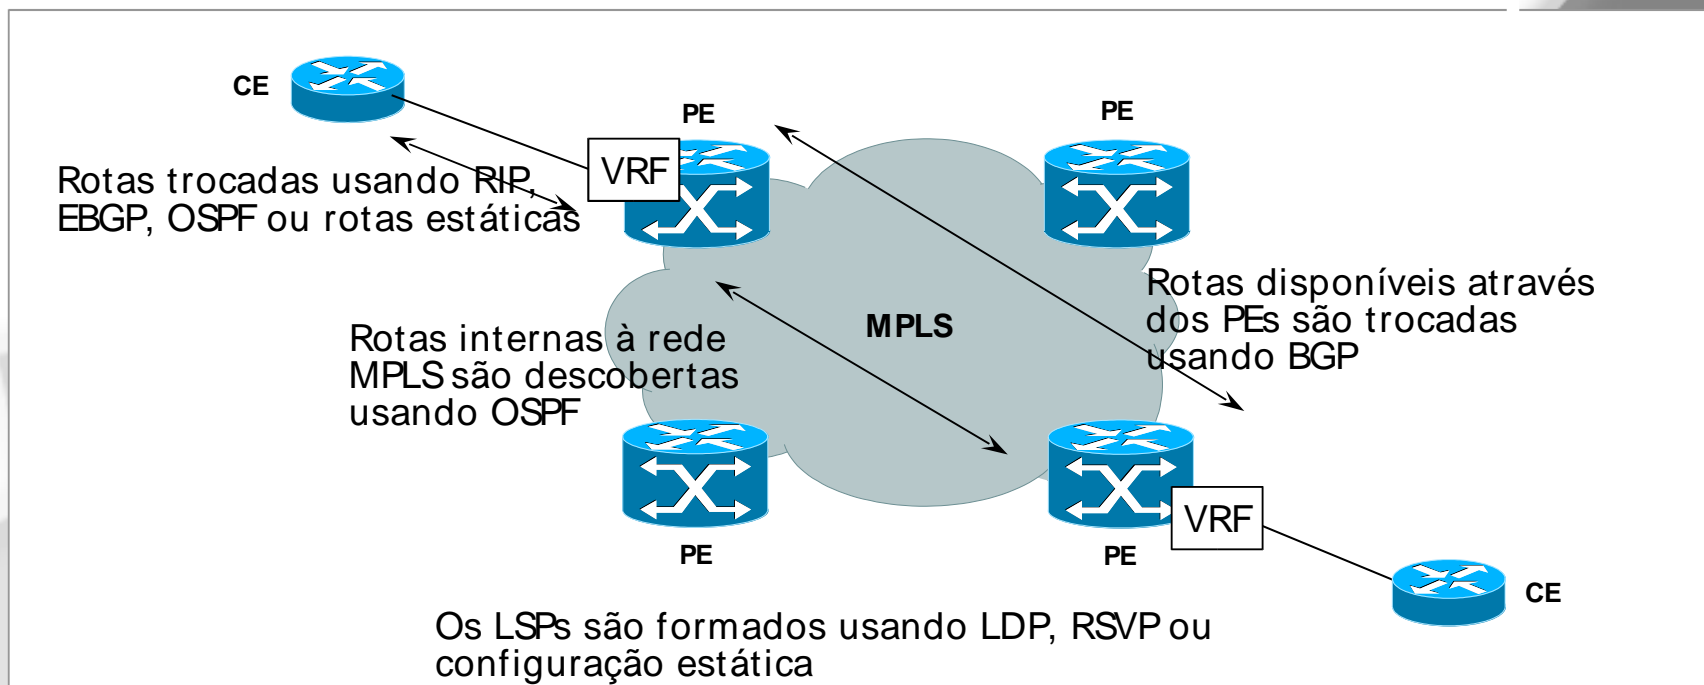 CE
PE
PE
VRF
Rotas trocadas usando RIP,
EBGP, OSPF ou rotas estáticas
Rotas disponíveis através
dos PEs são trocadas
usando BGP
MPLS
Rotas internas à rede
MPLS são descobertas
usando OSPF
VRF
PE
PE
CE
Os LSPs são formados usando LDP, RSVP ou
configuração estática